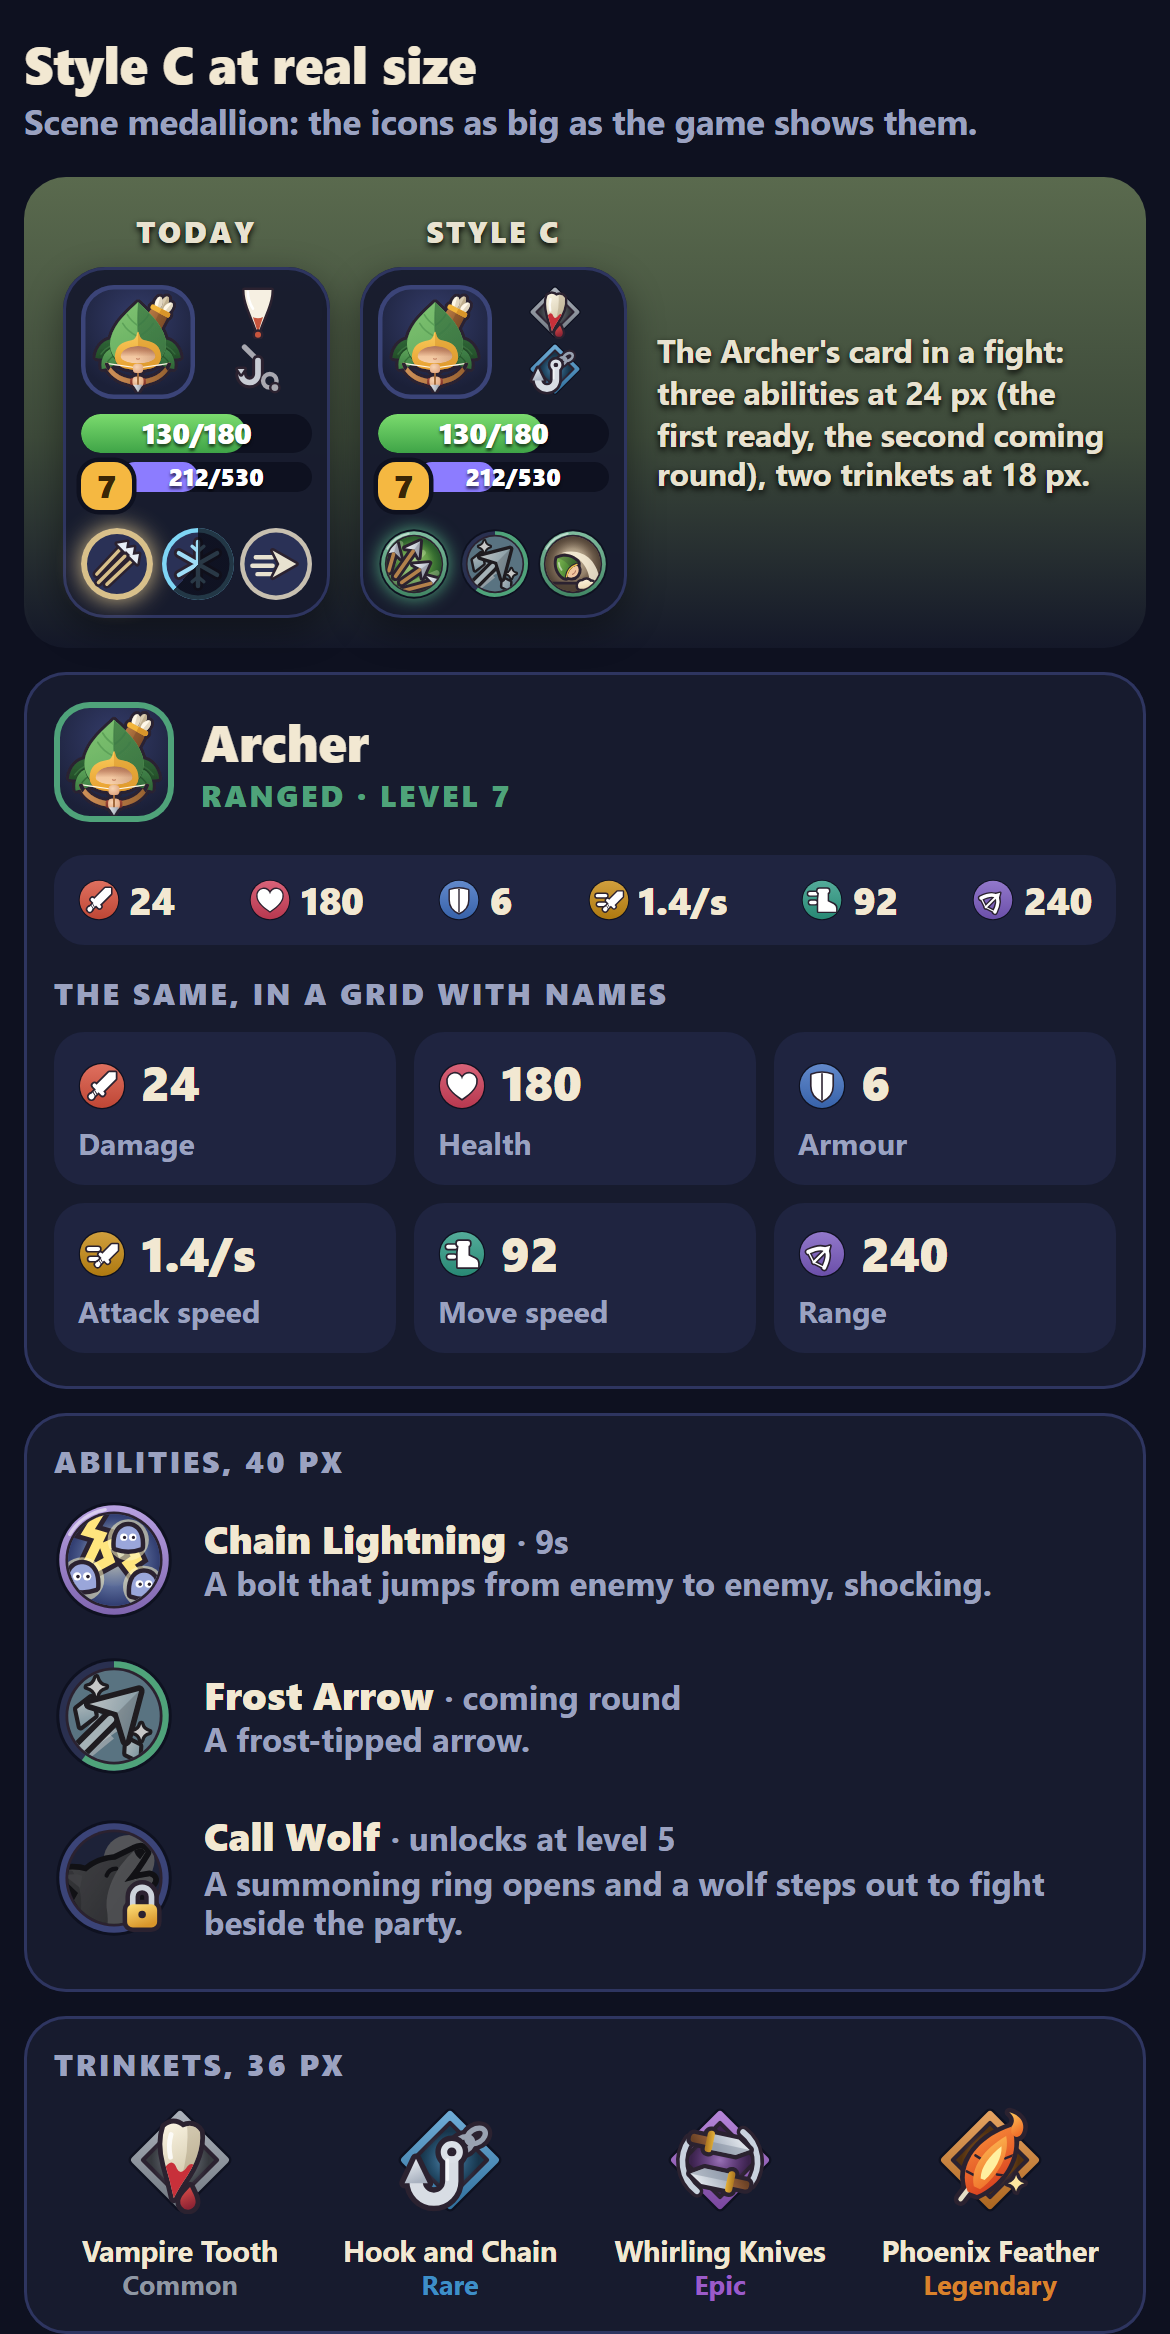 Style C at real size
Scene medallion: the icons as big as the game shows them.
TODAY
STYLE C
130/180
212/530
7
130/180
212/530
7
The Archer's card in a fight:
three abilities at 24 px (the
first ready, the second coming
round), two trinkets at 18 px.
Archer
RANGED · LEVEL 7
24
180
6
1.4/s
92
240
THE SAME, IN A GRID WITH NAMES
24
Damage
180
Health
6
Armour
1.4/s
Attack speed
92
Move speed
240
Range
ABILITIES, 40 PX
Chain Lightning · 9s
A bolt that jumps from enemy to enemy, shocking.
Frost Arrow · coming round
A frost-tipped arrow.
Call Wolf · unlocks at level 5
A summoning ring opens and a wolf steps out to fight
beside the party.
TRINKETS, 36 PX
Vampire Tooth
Common
Hook and Chain
Rare
Whirling Knives
Epic
Phoenix Feather
Legendary